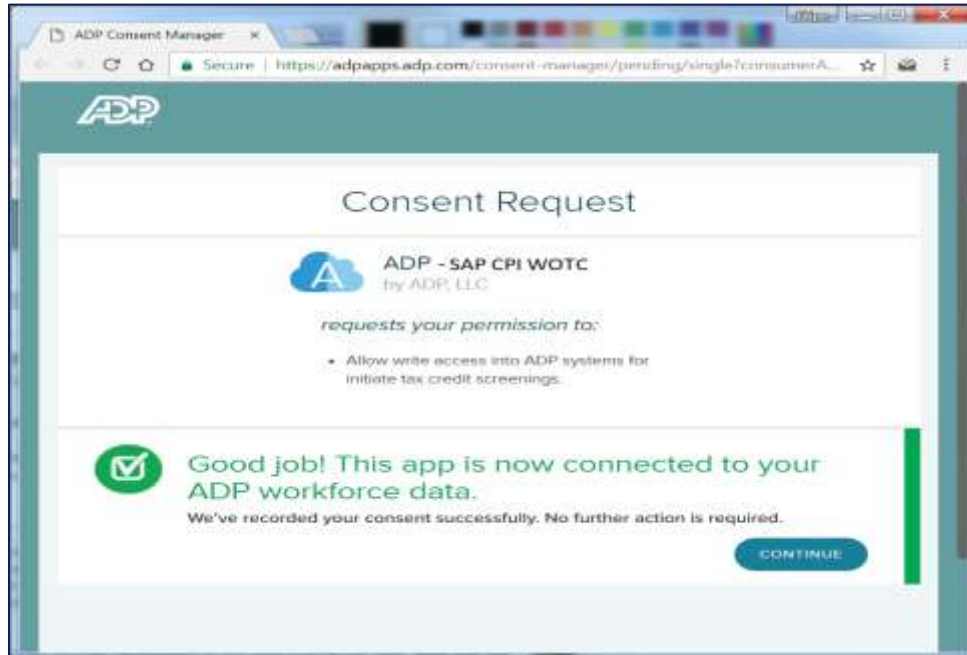 ADP Consent Manager
Secure | https://adpapps.adp.com/consent-manager/pending/single?consumerA...
ADP
Consent Request
A
ADP - SAP CPI WOTC
by ADP, LLC
requests your permission to:
• Allow write access into ADP systems for
initiate tax credit screenings.
Good job! This app is now connected to your
ADP workforce data.
We've recorded your consent successfully. No further action is required.
CONTINUE